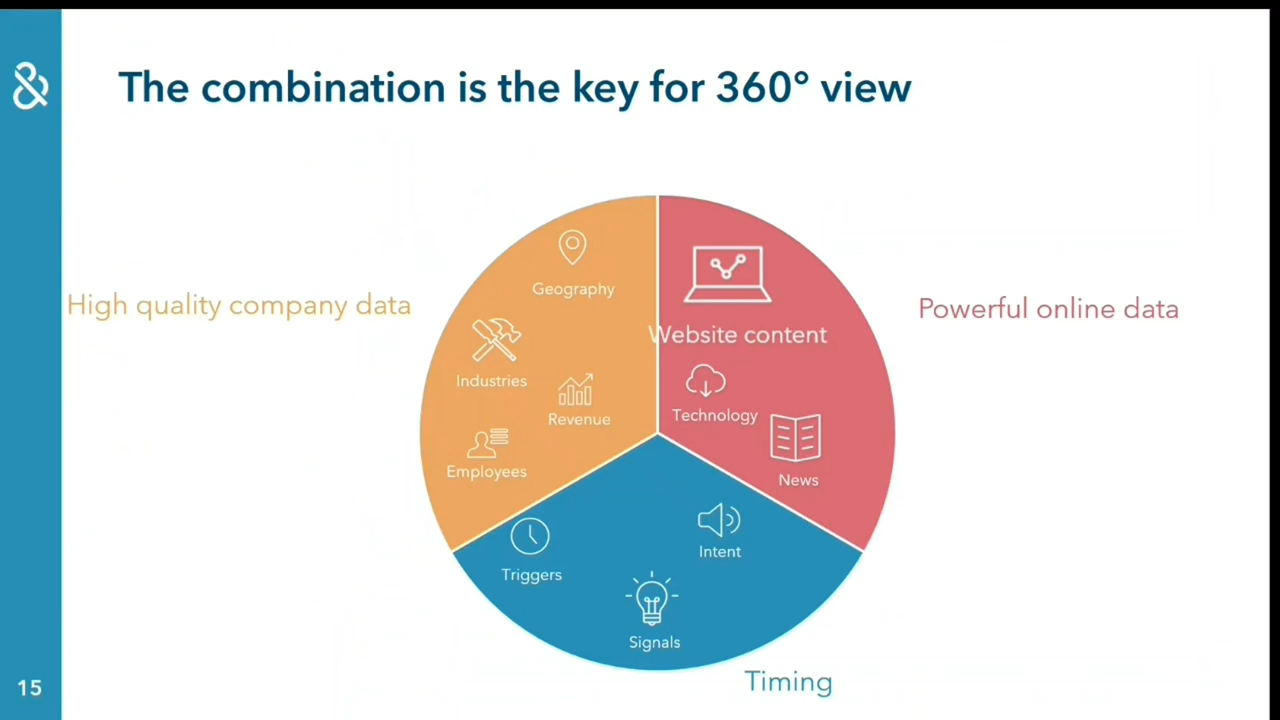 &
The combination is the key for 360° view
High quality company data
Geography
Industries
Revenue
Employees
Website content
Technology
News
Powerful online data
Triggers
Intent
Signals
Timing
15